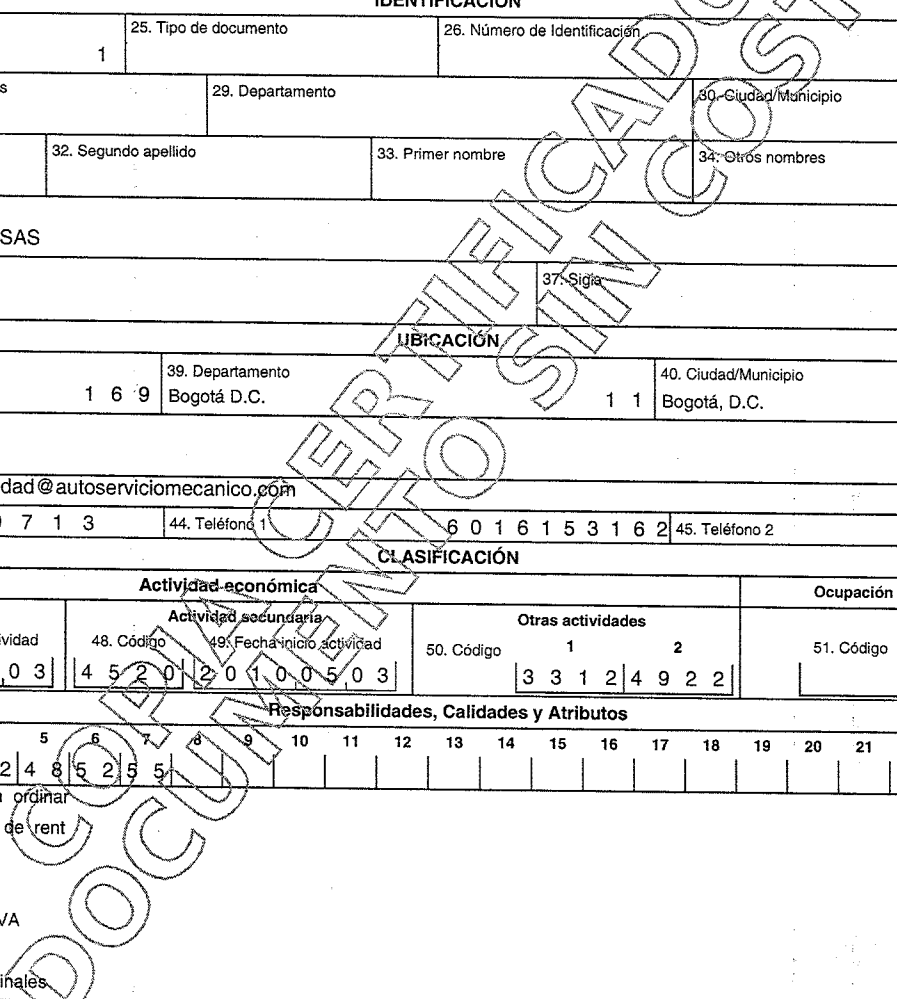 IDENTIFICACIÓN
25. Tipo de documento 26. Número de Identificación
1
s 29. Departamento 30. Ciudad/Municipio
32. Segundo apellido 33. Primer nombre 34. Otros nombres
SAS
37. Sigla
UBICACIÓN
39. Departamento 40. Ciudad/Municipio
1 6 9 Bogotá D.C. 1 1 Bogotá, D.C.
dad@autoserviciomecanico.com
7 1 3 44. Teléfono 1 6 0 1 6 1 5 3 1 6 2 45. Teléfono 2
CLASIFICACIÓN
Actividad económica Ocupación
Actividad secundaria Otras actividades
vidad 48. Código 49. Fecha inicio actividad 50. Código 1 2 51. Código
0 3 4 5 2 0 2 0 1 0 0 5 0 3 3 3 1 2 4 9 2 2
Responsabilidades, Calidades y Atributos
5 6 7 8 9 10 11 12 13 14 15 16 17 18 19 20 21
2 4 8 5 2 5 5
ordinar
de rent
VA
inales
COPIA CERTIFICADO
DOCUMENTO SIN COST